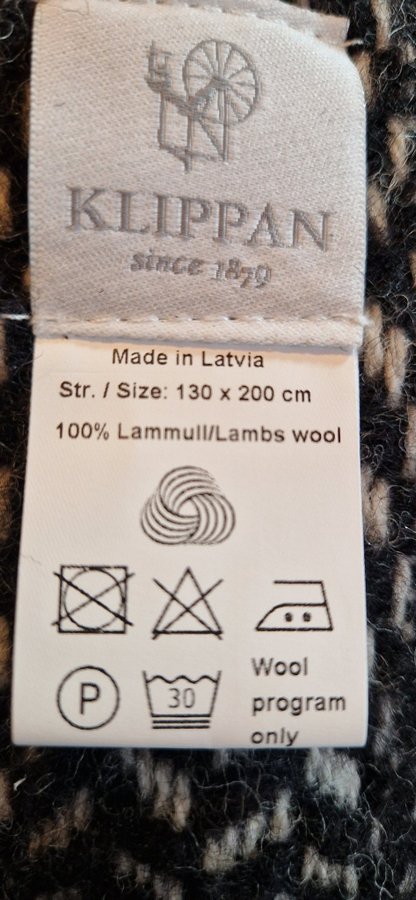 KLIPPAN
since 1879
Made in Latvia
Str. / Size: 130 x 200 cm
100% Lammull/Lambs wool
P
30
Wool
program
only